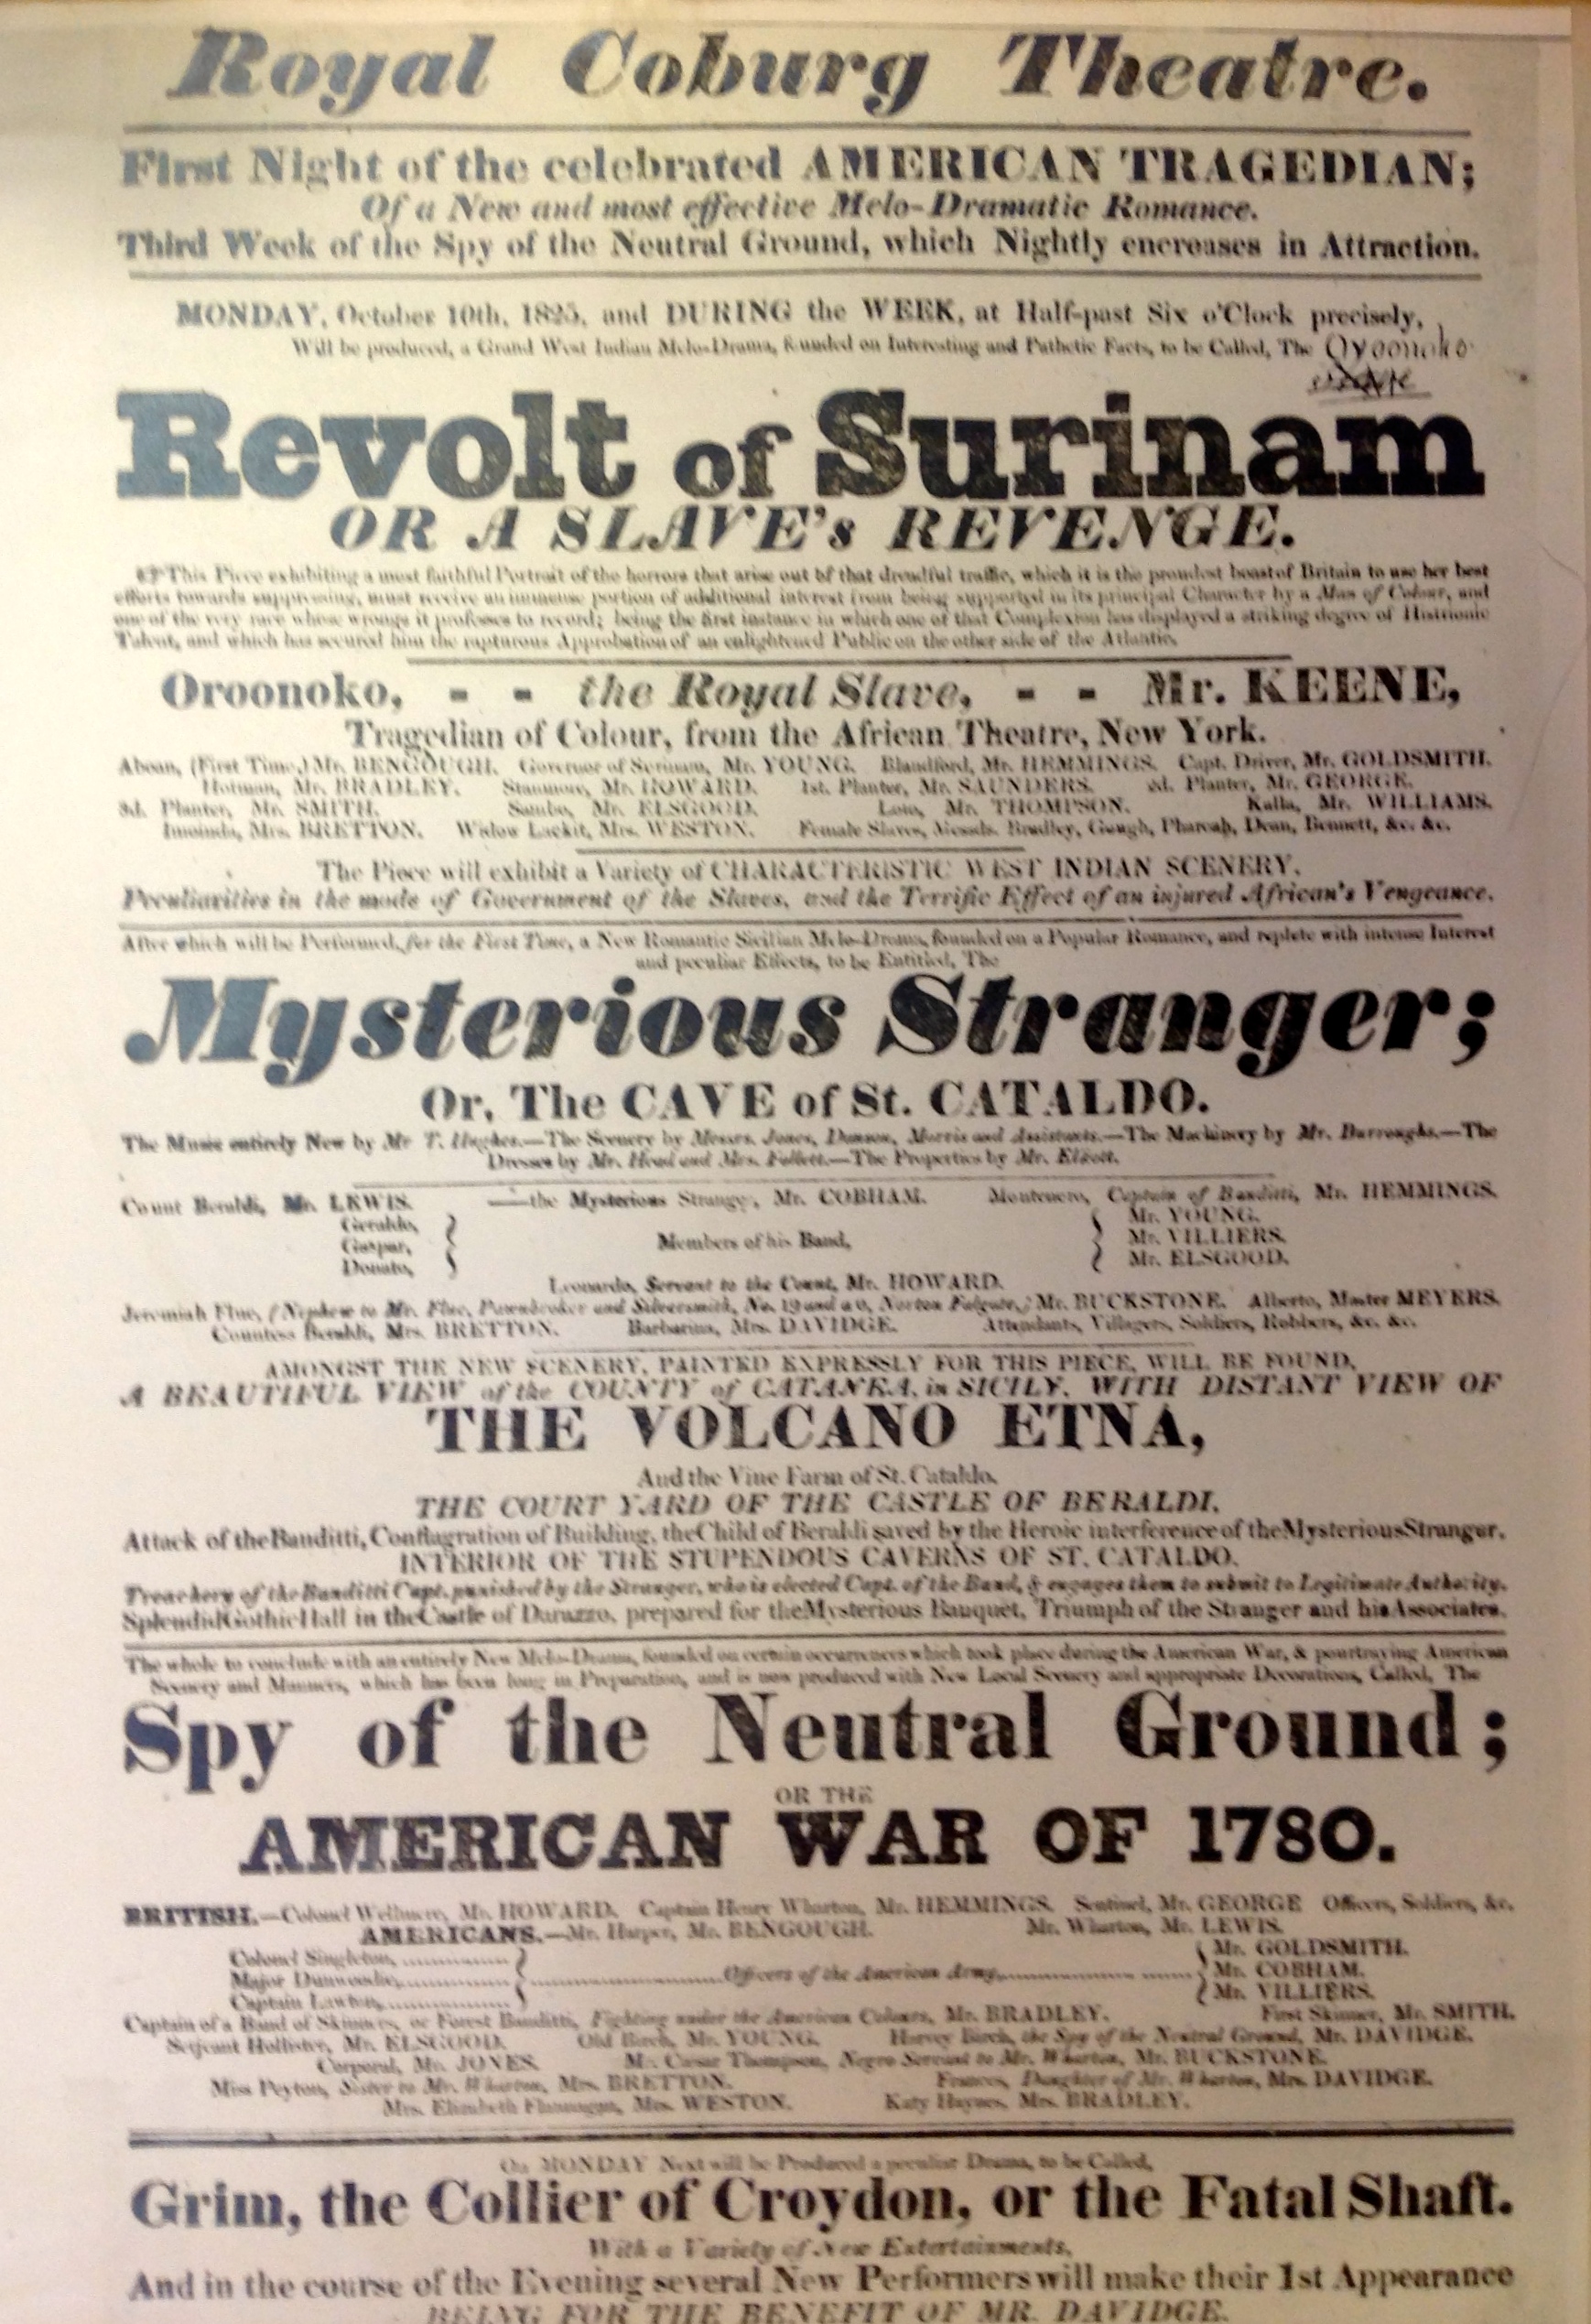 Royal Coburg Theatre.
First Night of the celebrated AMERICAN TRAGEDIAN;
Of a New and most effective Melo-Dramatic Romance.
Third Week of the Spy of the Neutral Ground, which Nightly encreases in Attraction.
MONDAY, October 10th, 1825, and DURING the WEEK, at Half-past Six o'Clock precisely,
Will be produced, a Grand West Indian Melo-Drama, founded on Interesting and Pathetic Facts, to be Called, The Oroonoko
Revolt of Surinam
OR A SLAVE's REVENGE.
☞This Piece exhibiting a most faithful Portrait of the horrors that arise out of that dreadful traffic, which it is the proudest boast of Britain to use her best
efforts towards suppressing, must receive an immense portion of additional interest from being supported in its principal Character by a Man of Colour, and
one of the very race whose wrongs it professes to record; being the first instance in which one of that Complexion has displayed a striking degree of Histrionic
Talent, and which has secured him the rapturous Approbation of an enlightened Public on the other side of the Atlantic.
Oroonoko, - - the Royal Slave, - - Mr. KEENE,
Tragedian of Colour, from the African Theatre, New York.
Aboan, (First Time,) Mr. BENGOUGH. Governor of Surinam, Mr. YOUNG. Blandford, Mr. HEMMINGS. Capt. Driver, Mr. GOLDSMITH.
Hotman, Mr. BRADLEY. Stanmore, Mr. HOWARD. 1st. Planter, Mr. SAUNDERS. 2d. Planter, Mr. GEORGE.
3d. Planter, Mr. SMITH. Sambo, Mr. ELSGOOD. Mr. THOMPSON. Mr. WILLIAMS.
Imoinda, Mrs. BRETTON. Widow Lackit, Mrs. WESTON. Female Slaves, Mesds. Bradley, Gough, Dean, Bennett, &c. &c.
The Piece will exhibit a Variety of CHARACTERISTIC WEST INDIAN SCENERY,
Peculiarities in the mode of Government of the Slaves, and the Terrific Effect of an injured African's Vengeance.
After which will be Performed, for the First Time, a New Romantic Sicilian Melo-Drama, founded on a Popular Romance, and replete with intense Interest
and peculiar Effects, to be Entitled, The
Mysterious Stranger;
Or, The CAVE of St. CATALDO.
The Music entirely New by Mr T. Hughes.—The Scenery by Messrs. Jones, Danson, Morris and Assistants.—The Machinery by Mr. Burroughs.—The
Dresses by Mr. Head and Mrs. Follett.—The Properties by Mr.
Count Beraldi, Mr. LEWIS. ——the Mysterious Strange, Mr. COBHAM. Montenero, Captain of Banditti, Mr. HEMMINGS.
Geraldo, Mr. YOUNG.
Gaspar, Members of his Band, Mr. VILLIERS.
Donato, Mr. ELSGOOD.
Leonardo, Servant to the Count, Mr. HOWARD.
Jeremiah Flue, (Nephew to Mr. Flue, Pawnbroker and Silversmith, No. 19 and 20, Norton Falgate,) Mr. BUCKSTONE. Alberto, Master MEYERS.
Countess Beraldi, Mrs. BRETTON. Barbarina, Mrs. DAVIDGE. Attendants, Villagers, Soldiers, Robbers, &c. &c.
AMONGST THE NEW SCENERY, PAINTED EXPRESSLY FOR THIS PIECE, WILL BE FOUND,
A BEAUTIFUL VIEW of the COUNTY of CATANEA, in SICILY, WITH DISTANT VIEW OF
THE VOLCANO ETNA,
And the Vine Farm of St. Cataldo.
THE COURT YARD OF THE CASTLE OF BERALDI.
Attack of the Banditti, Conflagration of Building, the Child of Beraldi saved by the Heroic interference of the Mysterious Stranger.
INTERIOR OF THE STUPENDOUS CAVERNS OF ST. CATALDO.
Treachery of the Banditti Capt. punished by the Stranger, who is elected Capt. of the Band, & engages them to submit to Legitimate Authority.
Splendid Gothic Hall in the Castle of Durazzo, prepared for the Mysterious Banquet, Triumph of the Stranger and his Associates.
The whole to conclude with an entirely New Melo-Drama, founded on certain occurrences which took place during the American War, & pourtraying American
Scenery and Manners, which has been long in Preparation, and is now produced with New Local Scenery and appropriate Decorations, Called, The
Spy of the Neutral Ground;
OR THE
AMERICAN WAR OF 1780.
BRITISH.—Colonel Wellmere, Mr. HOWARD. Captain Henry Wharton, Mr. HEMMINGS. Sentinel, Mr. GEORGE Officers, Soldiers, &c.
AMERICANS.—Mr. Harper, Mr. BENGOUGH. Mr. Wharton, Mr. LEWIS.
Colonel Singleton, Mr. GOLDSMITH.
Major Dunwoodie, Officers of the American Army, Mr. COBHAM.
Captain Lawton, Mr. VILLIERS.
Captain of a Band of Skinners, or Forest Banditti, Fighting under the American Colours, Mr. BRADLEY. First Skinner, Mr. SMITH.
Serjeant Hollister, Mr. ELSGOOD. Old Birch, Mr. YOUNG. Harvey Birch, the Spy of the Neutral Ground, Mr. DAVIDGE.
Corporal, Mr. JONES. Mr. Cæsar Thompson, Negro Servant to Mr. Wharton, Mr. BUCKSTONE.
Miss Peyton, Sister to Mr. Wharton, Mrs. BRETTON. Frances, Daughter of Mr. Wharton, Mrs. DAVIDGE.
Mrs. Elizabeth Flannagan, Mrs. WESTON. Katy Haynes, Mrs. BRADLEY.
On MONDAY Next will be Produced a peculiar Drama, to be Called,
Grim, the Collier of Croydon, or the Fatal Shaft.
With a Variety of New Entertainments,
And in the course of the Evening several New Performers will make their 1st Appearance
BEING FOR THE BENEFIT OF MR. DAVIDGE.